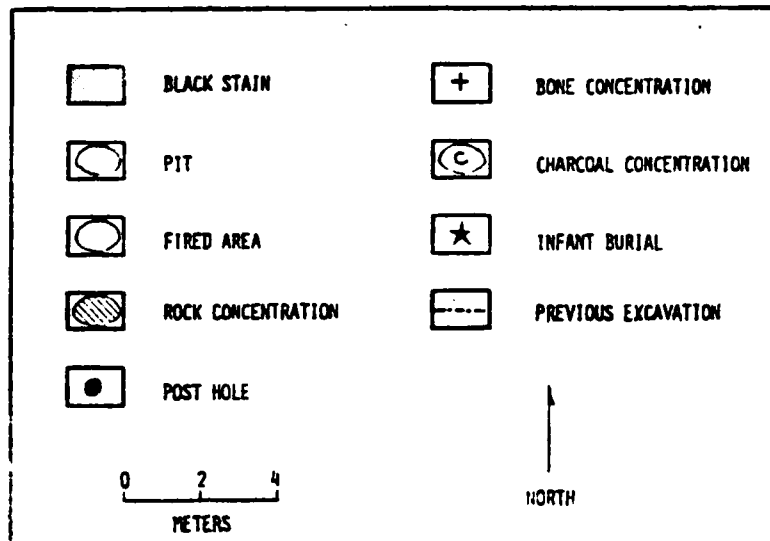 BLACK STAIN
PIT
FIRED AREA
ROCK CONCENTRATION
POST HOLE
+ BONE CONCENTRATION
C CHARCOAL CONCENTRATION
INFANT BURIAL
PREVIOUS EXCAVATION
0 2 4
METERS
NORTH